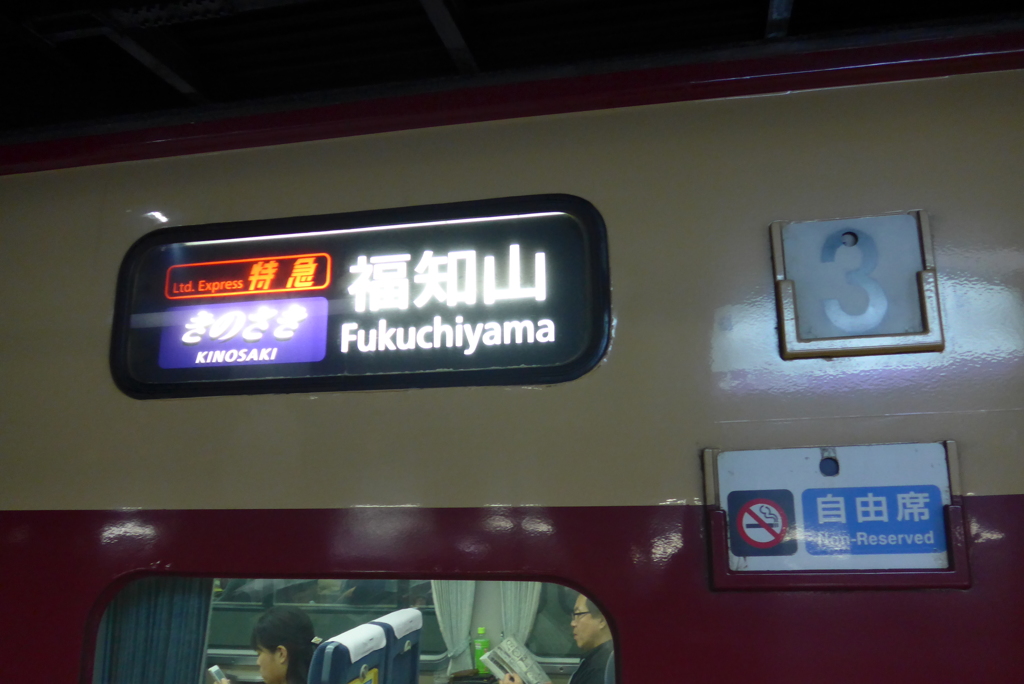 Ltd. Express 特急
きのさき
KINOSAKI
福知山
Fukuchiyama
3
自由席
Non-Reserved